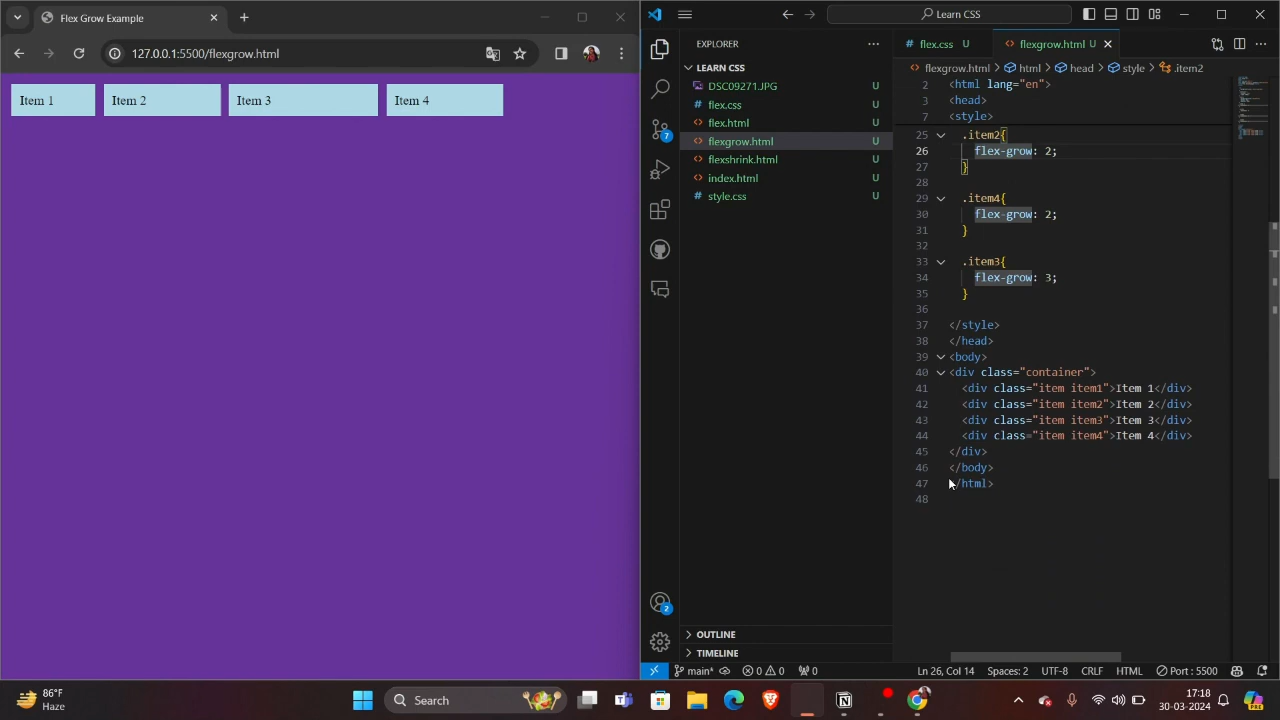 Flex Grow Example
127.0.0.1:5500/flexgrow.html
Item 1
Item 2
Item 3
Item 4
Learn CSS
EXPLORER
LEARN CSS
DSC09271.JPG U
flex.css U
flex.html U
flexgrow.html U
flexshrink.html U
index.html U
style.css U
OUTLINE
TIMELINE
flex.css U
flexgrow.html U
flexgrow.html > html > head > style > .item2
2 <html lang="en">
3 <head>
7 <style>
25 .item2{
26 flex-grow: 2;
27 }
28
29 .item4{
30 flex-grow: 2;
31 }
32
33 .item3{
34 flex-grow: 3;
35 }
36
37 </style>
38 </head>
39 <body>
40 <div class="container">
41 <div class="item item1">Item 1</div>
42 <div class="item item2">Item 2</div>
43 <div class="item item3">Item 3</div>
44 <div class="item item4">Item 4</div>
45 </div>
46 </body>
47 </html>
48
7
2
main* 0 0 0 Ln 26, Col 14 Spaces: 2 UTF-8 CRLF HTML Port : 5500
86°F
Haze
Search
17:18
30-03-2024